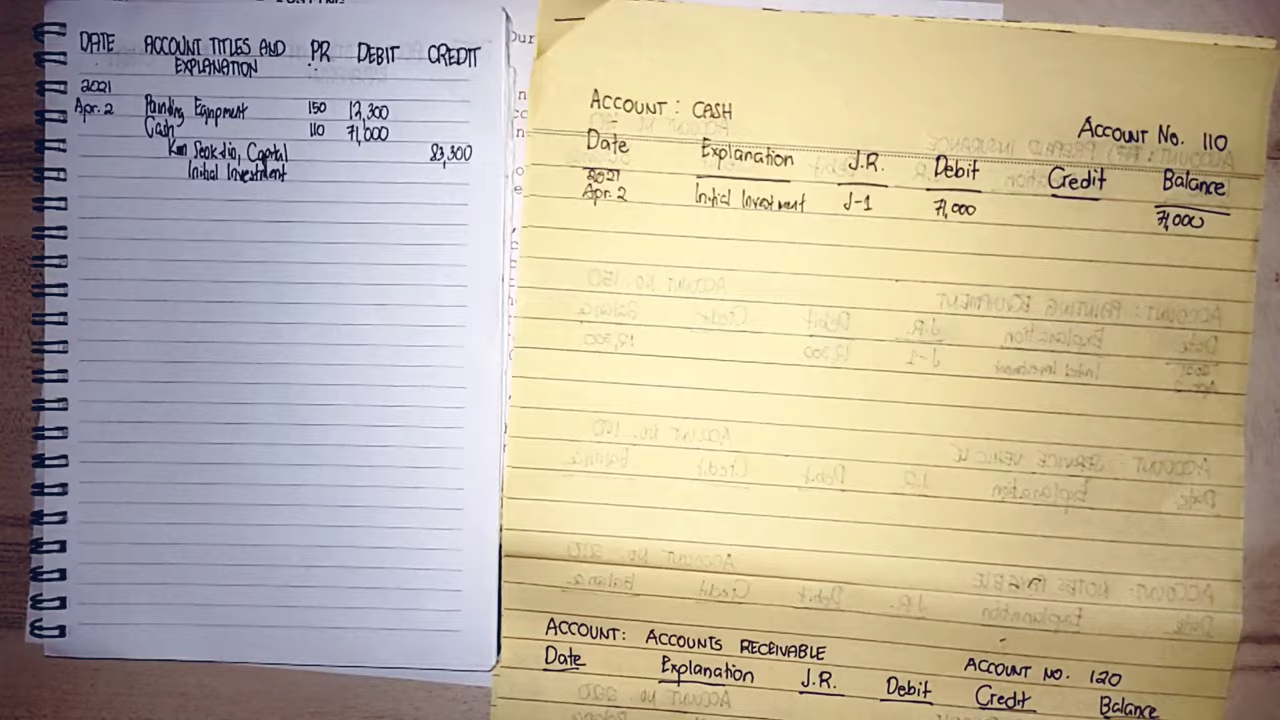 DATE ACCOUNT TITLES AND PR DEBIT CREDIT
EXPLANATION
2021
Apr. 2 Painting Equipment 150 12,300
Cash 110 71,000
Kim Seokjin, Capital 83,300
Initial Investment
ACCOUNT: CASH
ACCOUNT No. 110
Date Explanation J.R. Debit Credit Balance
2021
Apr. 2 Initial Investment J-1 71,000 71,000
ACCOUNT: ACCOUNTS RECEIVABLE
ACCOUNT NO. 120
Date Explanation J.R. Debit Credit Balance